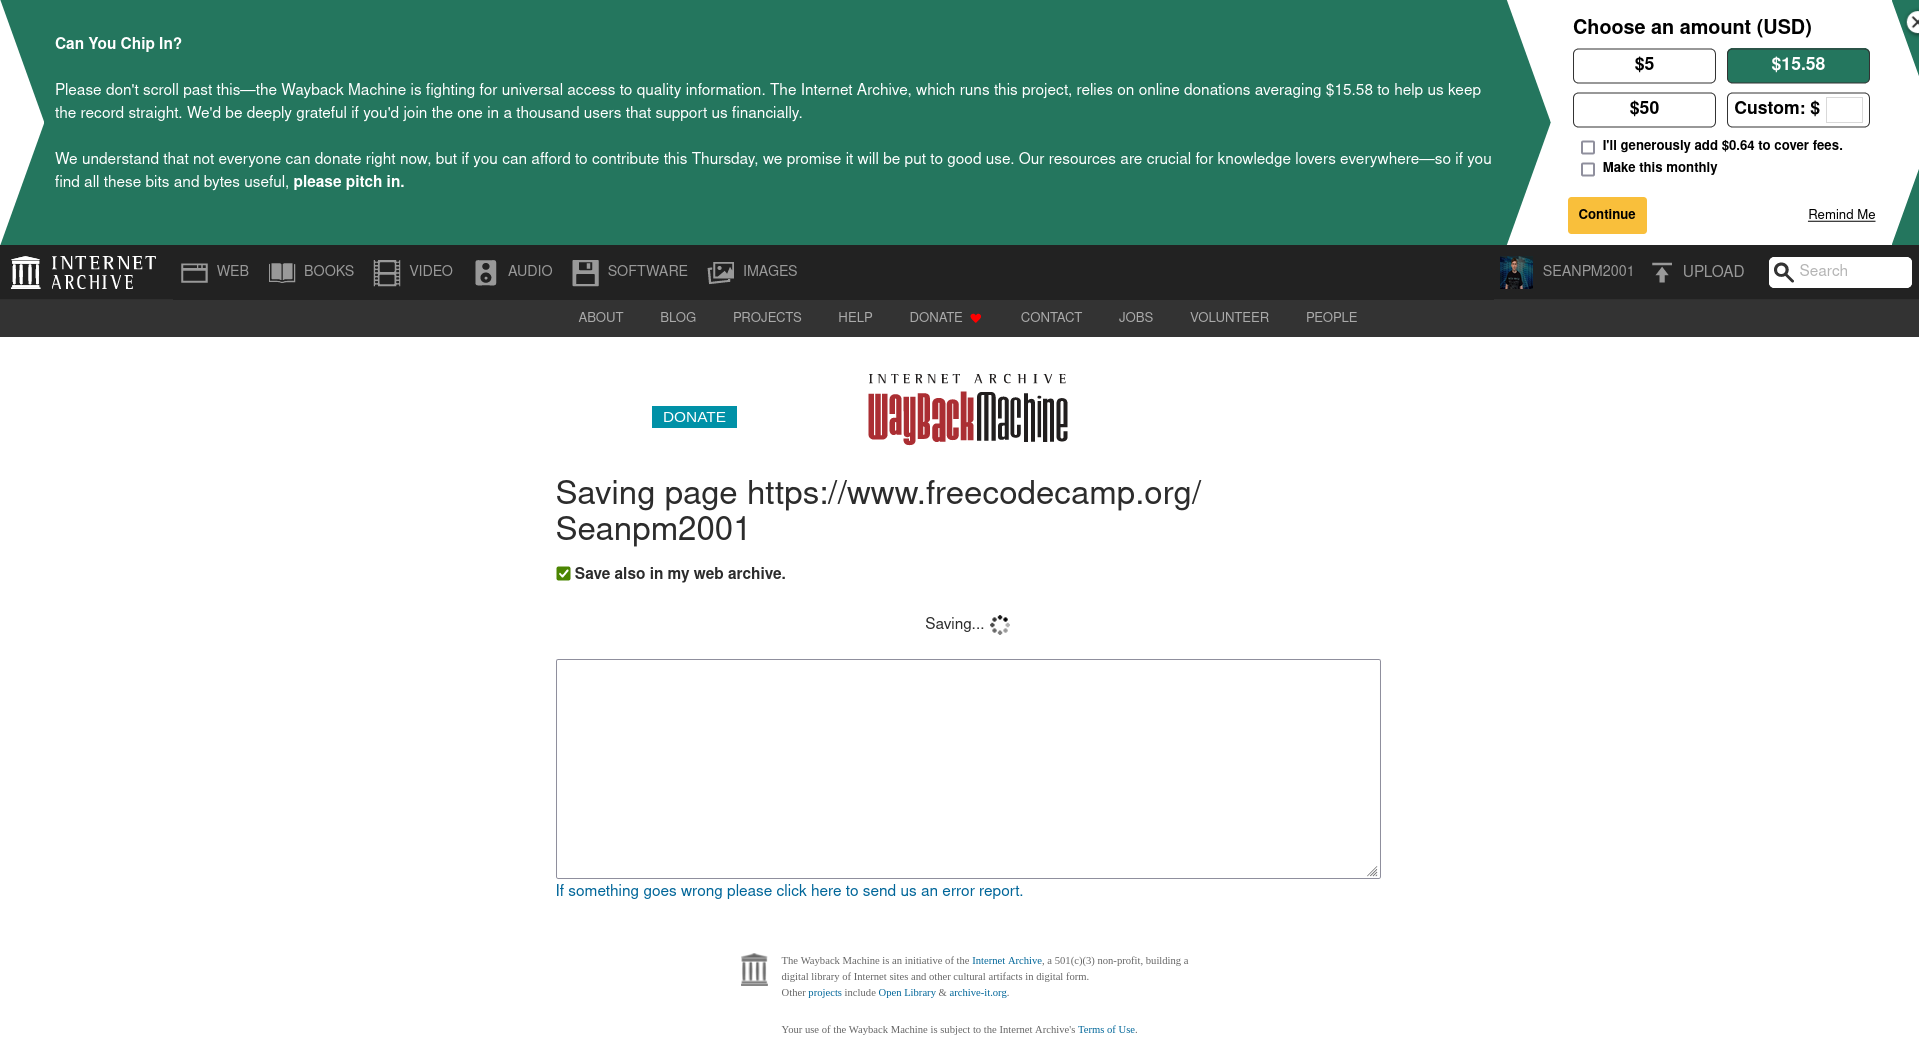 Can You Chip In?
Please don't scroll past this—the Wayback Machine is fighting for universal access to quality information. The Internet Archive, which runs this project, relies on online donations averaging $15.58 to help us keep
the record straight. We'd be deeply grateful if you'd join the one in a thousand users that support us financially.
We understand that not everyone can donate right now, but if you can afford to contribute this Thursday, we promise it will be put to good use. Our resources are crucial for knowledge lovers everywhere—so if you
find all these bits and bytes useful, please pitch in.
Choose an amount (USD)
$5 $15.58
$50 Custom: $
I'll generously add $0.64 to cover fees.
Make this monthly
Continue Remind Me
INTERNET
ARCHIVE
WEB BOOKS VIDEO AUDIO SOFTWARE IMAGES SEANPM2001 UPLOAD Search
ABOUT BLOG PROJECTS HELP DONATE CONTACT JOBS VOLUNTEER PEOPLE
INTERNET ARCHIVE
WayBackMachine
DONATE
Saving page https://www.freecodecamp.org/
Seanpm2001
Save also in my web archive.
Saving...
If something goes wrong please click here to send us an error report.
The Wayback Machine is an initiative of the Internet Archive, a 501(c)(3) non-profit, building a
digital library of Internet sites and other cultural artifacts in digital form.
Other projects include Open Library & archive-it.org.
Your use of the Wayback Machine is subject to the Internet Archive's Terms of Use.